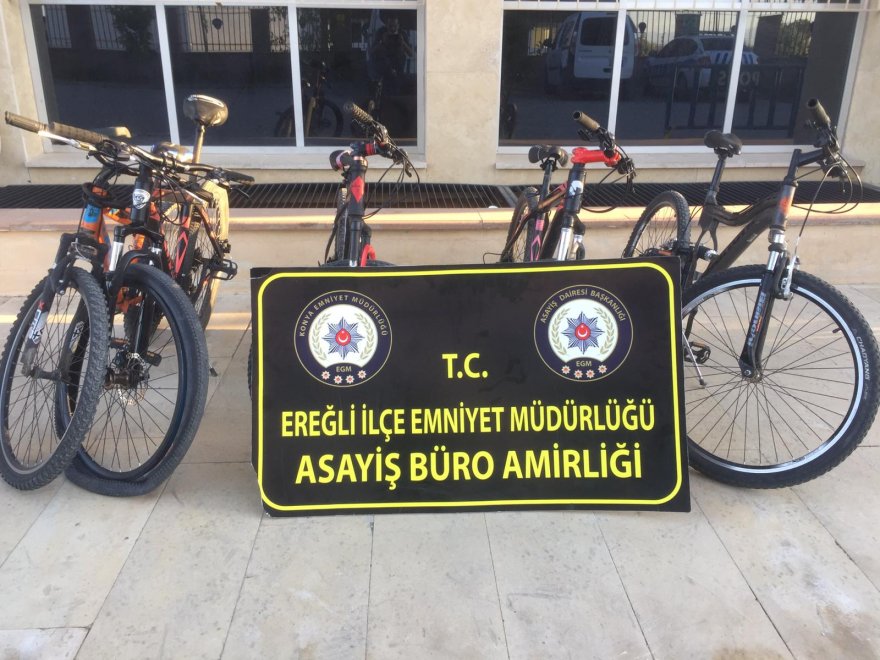 KONYA EMNİYET MÜDÜRLÜĞÜ
EGM
ASAYİŞ DAİRESİ BAŞKANLIĞI
EGM
T.C.
EREĞLİ İLÇE EMNİYET MÜDÜRLÜĞÜ
ASAYİŞ BÜRO AMİRLİĞİ
CHAOYANG